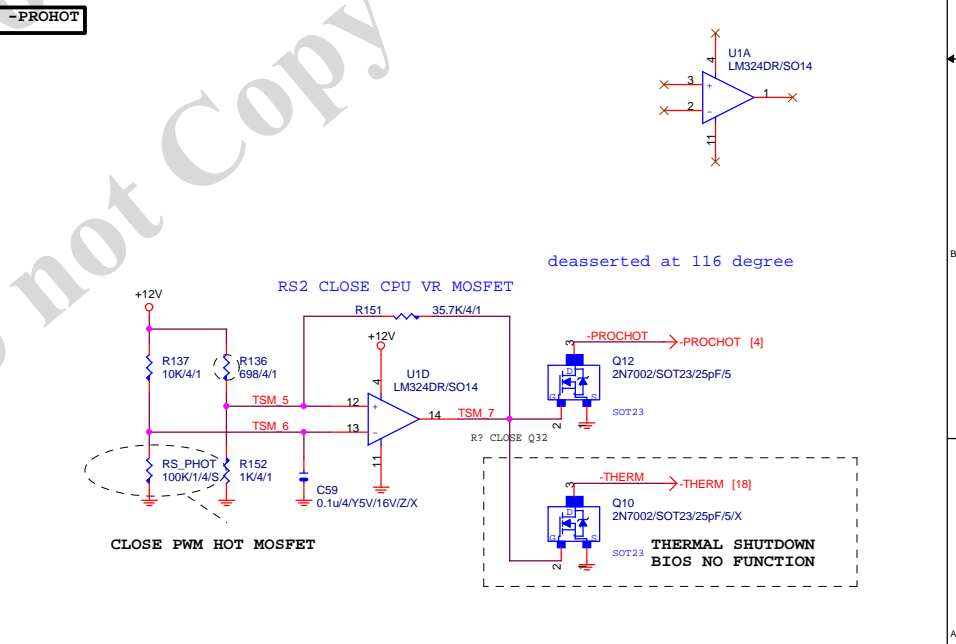 -PROHOT
not Copy
4
U1A
LM324DR/SO14
3
+
1
2
-
11
B
deasserted at 116 degree
RS2 CLOSE CPU VR MOSFET
+12V
R151
35.7K/4/1
+12V
-PROCHOT
3
-PROCHOT [4]
R137
10K/4/1
R136
698/4/1
4
U1D
LM324DR/SO14
D
Q12
2N7002/SOT23/25pF/5
TSM_5
12
+
14
TSM_7
G
S
SOT23
TSM_6
13
-
2
1
R? CLOSE Q32
11
RS_PHOT
100K/1/4/S
R152
1K/4/1
C59
0.1u/4/Y5V/16V/Z/X
-THERM
3
-THERM [18]
D
Q10
2N7002/SOT23/25pF/5/X
G
S
SOT23
2
1
CLOSE PWM HOT MOSFET
THERMAL SHUTDOWN
BIOS NO FUNCTION
A